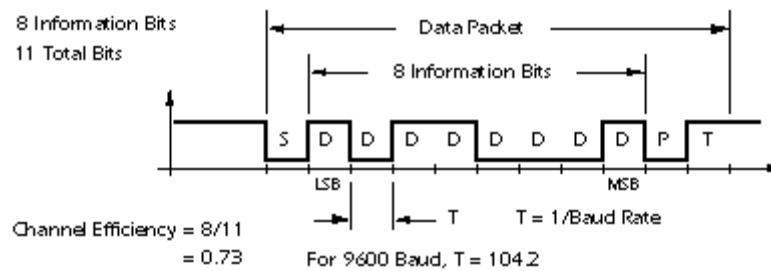 8 Information Bits
11 Total Bits
Data Packet
8 Information Bits
S D D D D D D D D P T
LSB MSB
T T = 1/Baud Rate
Channel Efficiency = 8/11
= 0.73
For 9600 Baud, T = 104.2